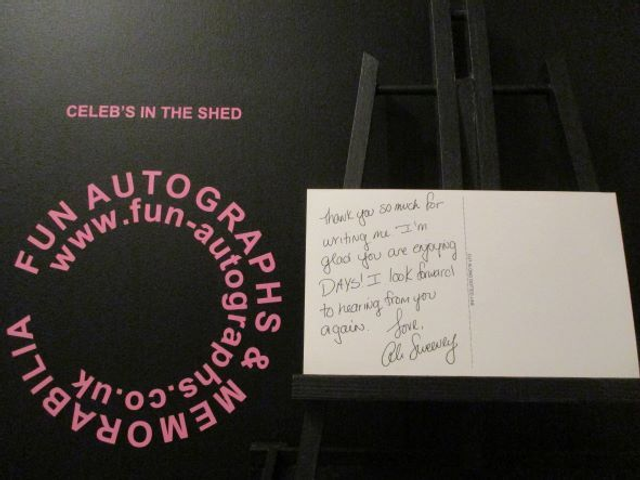 CELEB'S IN THE SHED
FUN AUTOGRAPHS & MEMORABILIA
www.fun-autographs.co.uk
Thank you so much for
writing me I'm
glad you are enjoying
DAYS! I look forward
to hearing from you
again. Love,
Ali Sweeney